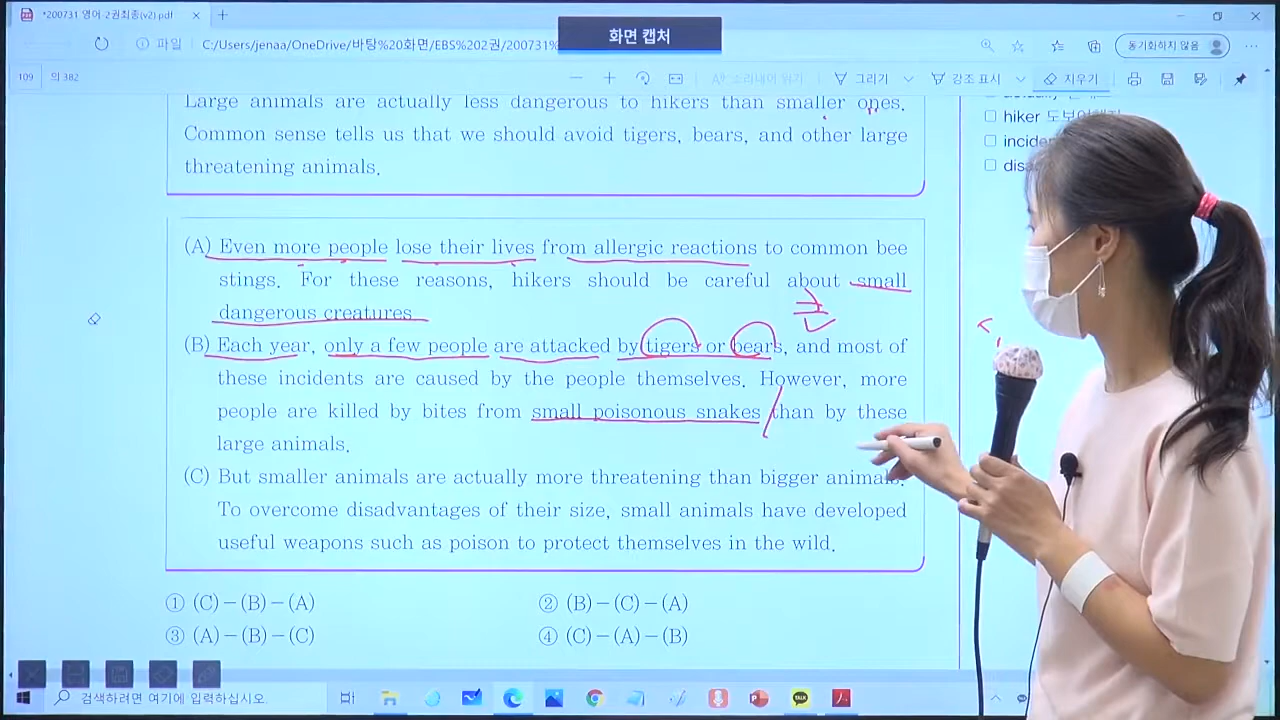 *200731 영어-2권최종(v2).pdf
파일
C:/Users/jenaa/OneDrive/바탕%20화면/EBS%202권/200731%
화면 캡처
동기화하지 않음
109 의 382
소리내어 읽기
그리기
강조 표시
지우기
Large animals are actually less dangerous to hikers than smaller ones.
Common sense tells us that we should avoid tigers, bears, and other large
threatening animals.
hiker 도보여행자
(A) Even more people lose their lives from allergic reactions to common bee
stings. For these reasons, hikers should be careful about small
dangerous creatures
(B) Each year, only a few people are attacked by tigers or bears, and most of
these incidents are caused by the people themselves. However, more
people are killed by bites from small poisonous snakes than by these
large animals.
(C) But smaller animals are actually more threatening than bigger animals.
To overcome disadvantages of their size, small animals have developed
useful weapons such as poison to protect themselves in the wild.
① (C)－(B)－(A)
② (B)－(C)－(A)
③ (A)－(B)－(C)
④ (C)－(A)－(B)
검색하려면 여기에 입력하십시오.